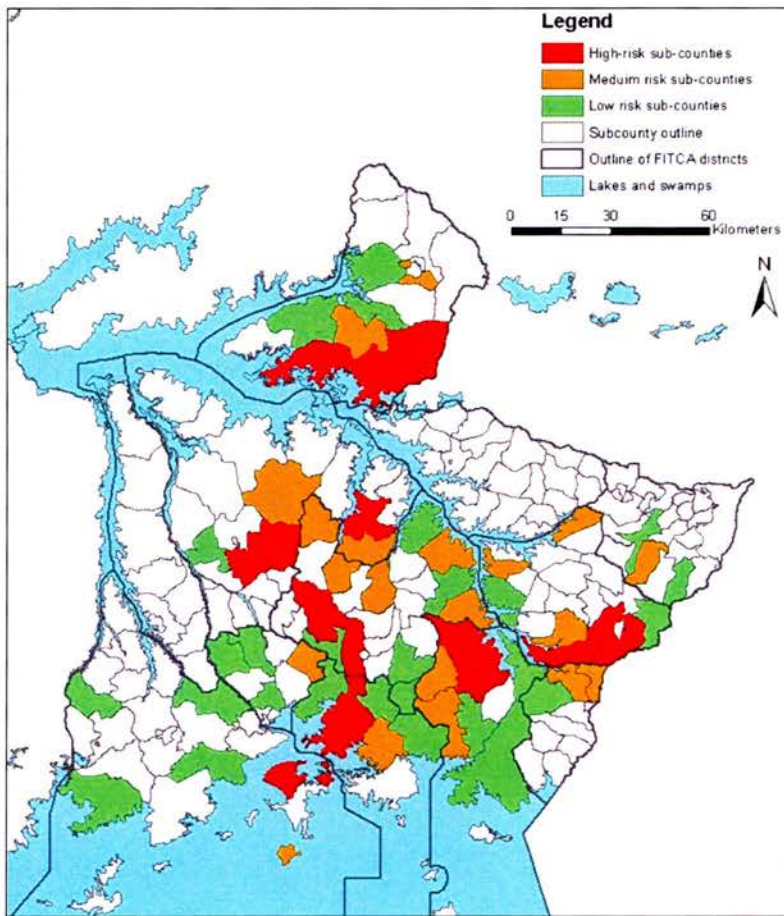 Legend
High-risk sub-counties
Meduim risk sub-counties
Low risk sub-counties
Subcounty outline
Outline of FITCA districts
Lakes and swamps
0 15 30 60
Kilometers
N